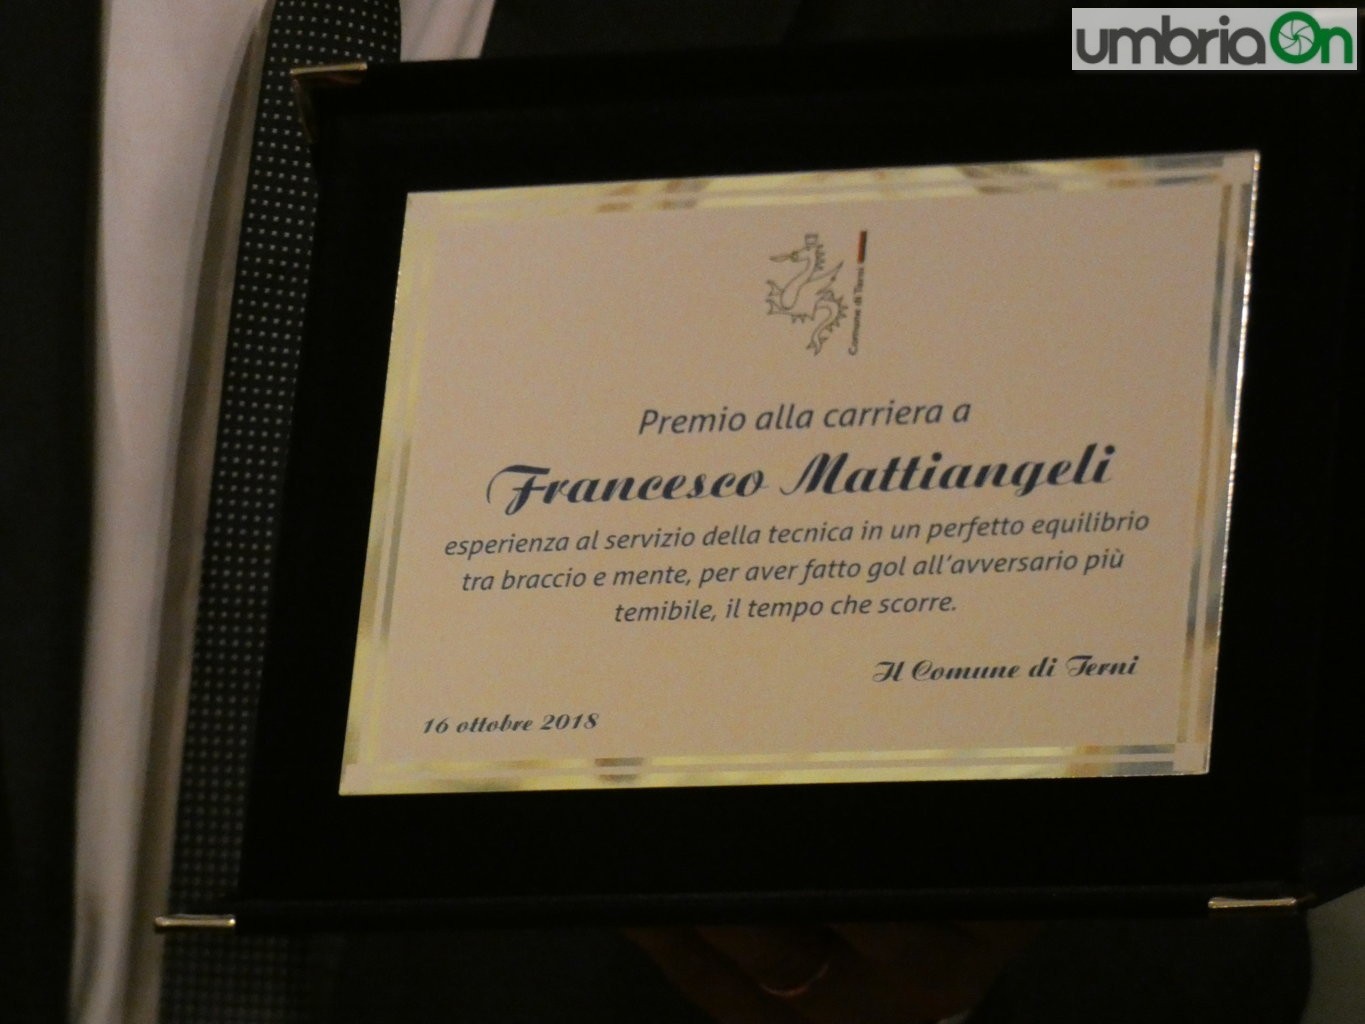 umbriaOn
Comune di Terni
Premio alla carriera a
Francesco Mattiangeli
esperienza al servizio della tecnica in un perfetto equilibrio
tra braccio e mente, per aver fatto gol all'avversario più
temibile, il tempo che scorre.
Il Comune di Terni
16 ottobre 2018